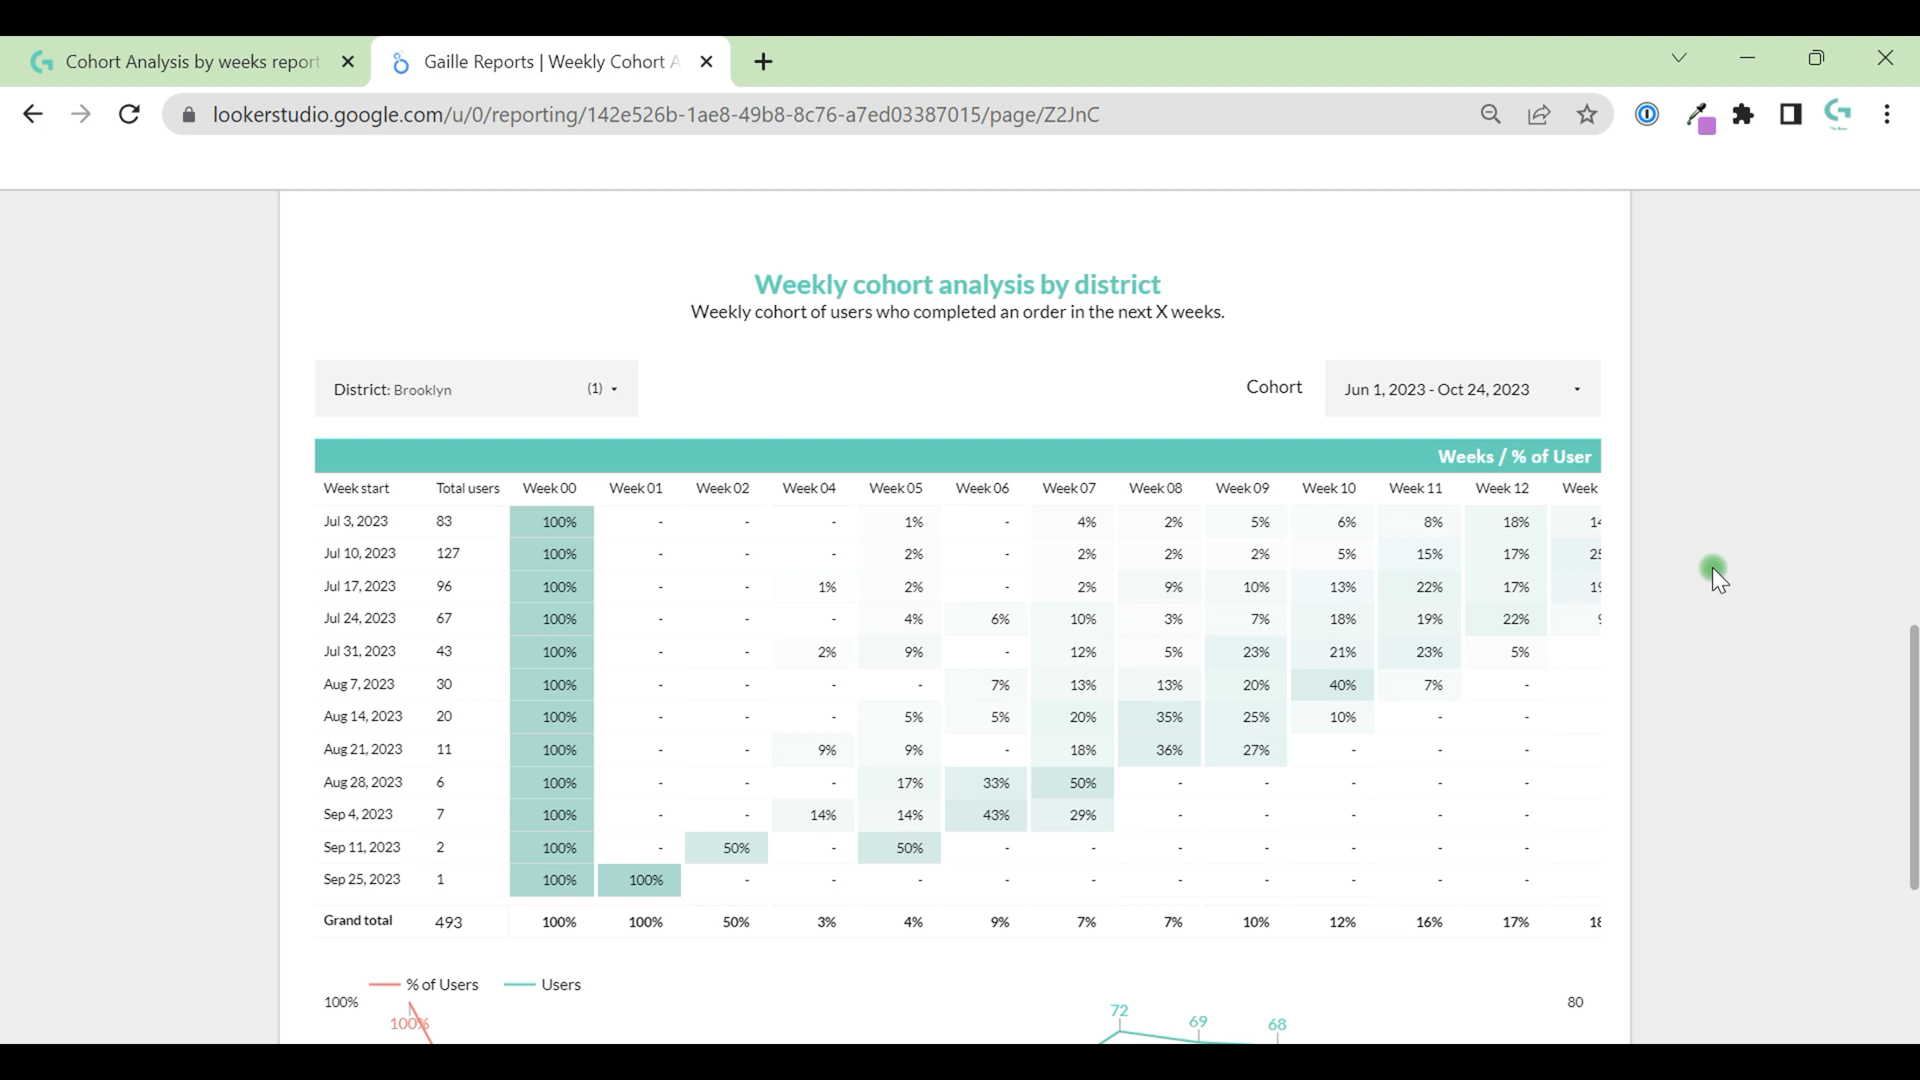 Cohort Analysis by weeks report
Gaille Reports | Weekly Cohort A
lookerstudio.google.com/u/0/reporting/142e526b-1ae8-49b8-8c76-a7ed03387015/page/Z2JnC
Weekly cohort analysis by district
Weekly cohort of users who completed an order in the next X weeks.
District: Brooklyn (1)
Cohort Jun 1, 2023 - Oct 24, 2023
Weeks / % of User
Week start Total users Week 00 Week 01 Week 02 Week 04 Week 05 Week 06 Week 07 Week 08 Week 09 Week 10 Week 11 Week 12 Week
Jul 3, 2023 83 100% - - - 1% - 4% 2% 5% 6% 8% 18% 14
Jul 10, 2023 127 100% - - - 2% - 2% 2% 2% 5% 15% 17% 25
Jul 17, 2023 96 100% - - 1% 2% - 2% 9% 10% 13% 22% 17% 19
Jul 24, 2023 67 100% - - - 4% 6% 10% 3% 7% 18% 19% 22%
Jul 31, 2023 43 100% - - 2% 9% - 12% 5% 23% 21% 23% 5%
Aug 7, 2023 30 100% - - - - 7% 13% 13% 20% 40% 7% -
Aug 14, 2023 20 100% - - - 5% 5% 20% 35% 25% 10% - -
Aug 21, 2023 11 100% - - 9% 9% - 18% 36% 27% - - -
Aug 28, 2023 6 100% - - - 17% 33% 50% - - - - -
Sep 4, 2023 7 100% - - 14% 14% 43% 29% - - - - -
Sep 11, 2023 2 100% - 50% - 50% - - - - - - -
Sep 25, 2023 1 100% 100% - - - - - - - - - -
Grand total 493 100% 100% 50% 3% 4% 9% 7% 7% 10% 12% 16% 17% 18
% of Users Users
100% 80
100% 72 69 68